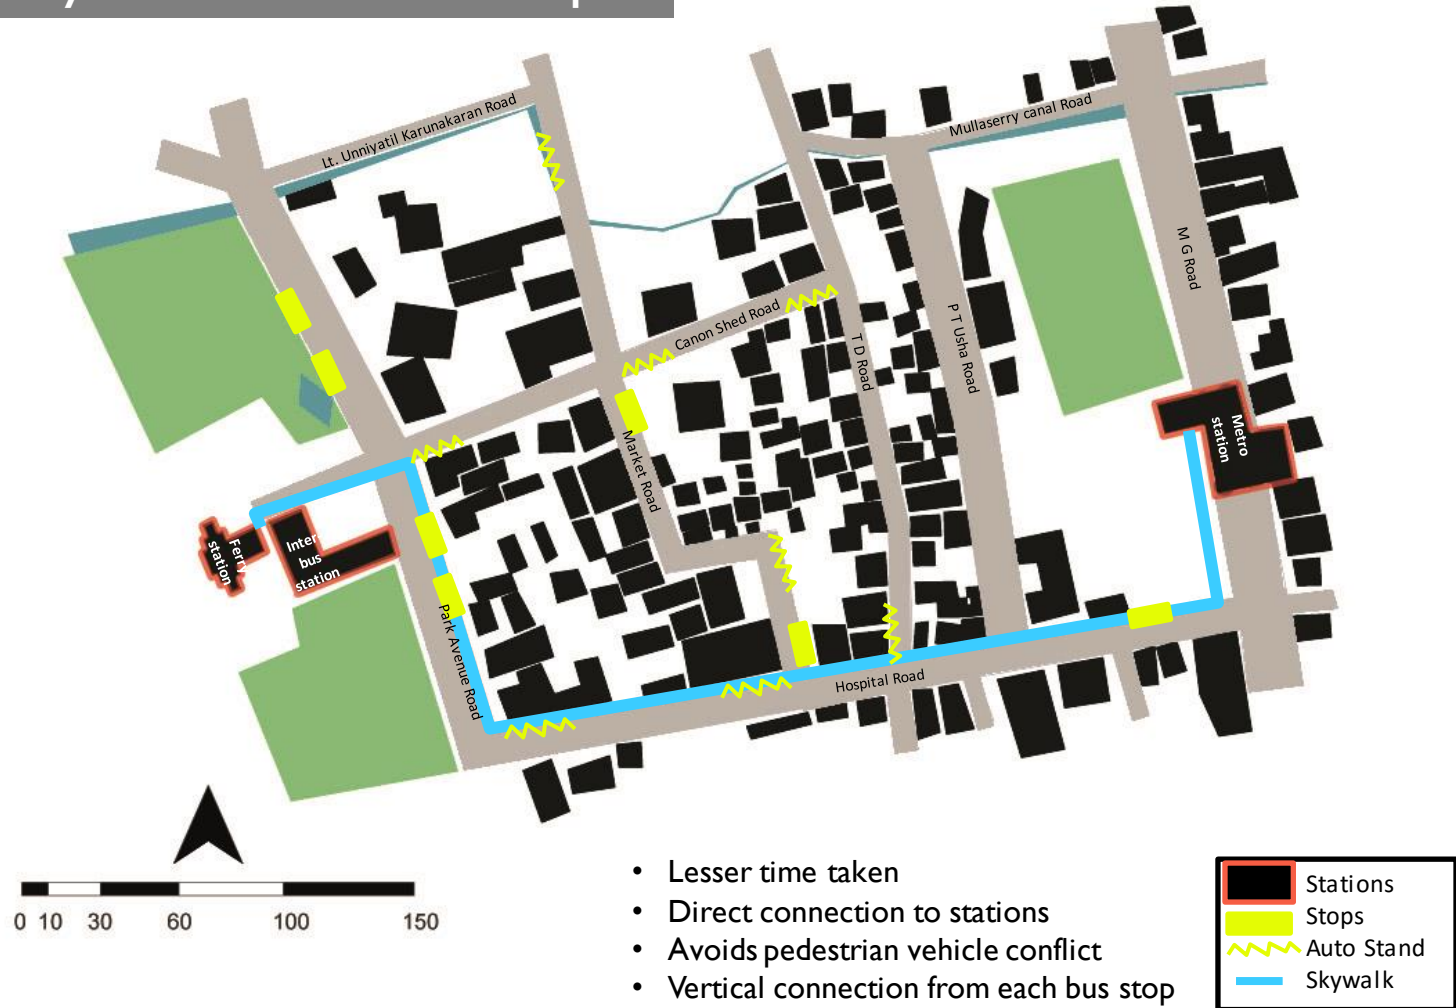 Lt. Unniyatil Karunakaran Road
Mullaserry canal Road
M G Road
Canon Shed Road
T D Road
P T Usha Road
Metro
station
Market Road
Ferry
station
Inter
bus
station
Park Avenue Road
Hospital Road
0 10 30 60 100 150
• Lesser time taken
• Direct connection to stations
• Avoids pedestrian vehicle conflict
• Vertical connection from each bus stop
Stations
Stops
Auto Stand
Skywalk